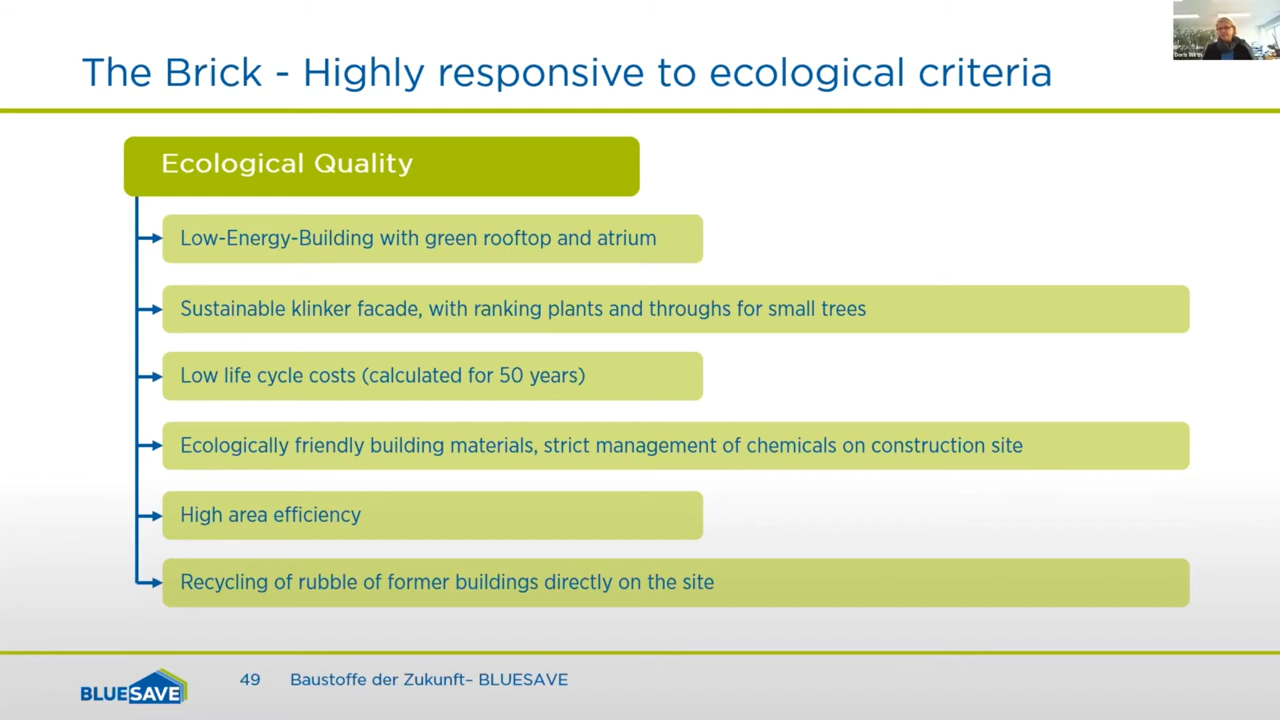 The Brick - Highly responsive to ecological criteria
Doris Wirth
Ecological Quality
Low-Energy-Building with green rooftop and atrium
Sustainable klinker facade, with ranking plants and throughs for small trees
Low life cycle costs (calculated for 50 years)
Ecologically friendly building materials, strict management of chemicals on construction site
High area efficiency
Recycling of rubble of former buildings directly on the site
BLUESAVE
49 Baustoffe der Zukunft– BLUESAVE